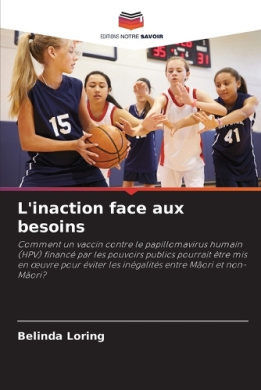 EDITIONS NOTRE SAVOIR
35
31
15
41
L'inaction face aux
besoins
Comment un vaccin contre le papillomavirus humain
(HPV) financé par les pouvoirs publics pourrait être mis
en œuvre pour éviter les inégalités entre Māori et non-
Māori?
Belinda Loring